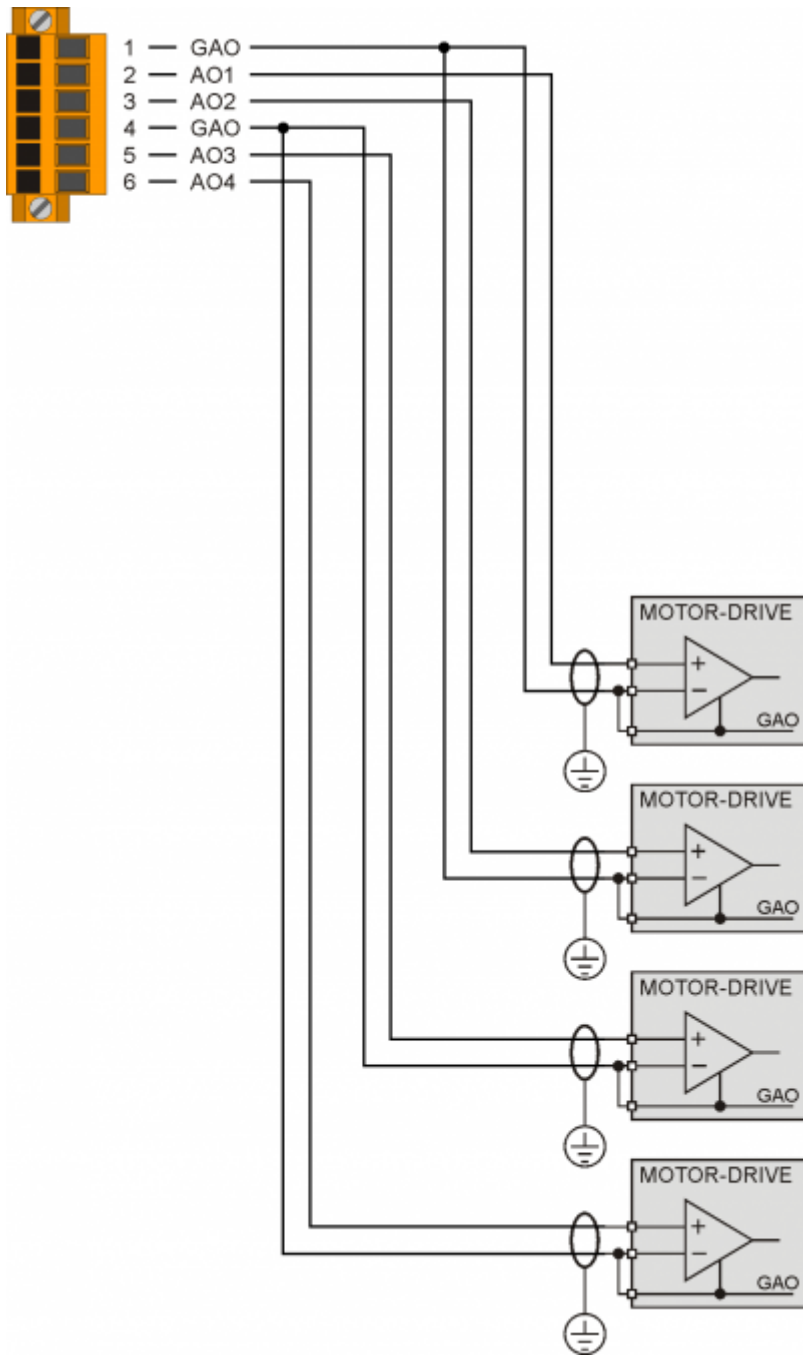 1 — GAO
2 — AO1
3 — AO2
4 — GAO
5 — AO3
6 — AO4
MOTOR-DRIVE
+
−
GAO
MOTOR-DRIVE
+
−
GAO
MOTOR-DRIVE
+
−
GAO
MOTOR-DRIVE
+
−
GAO